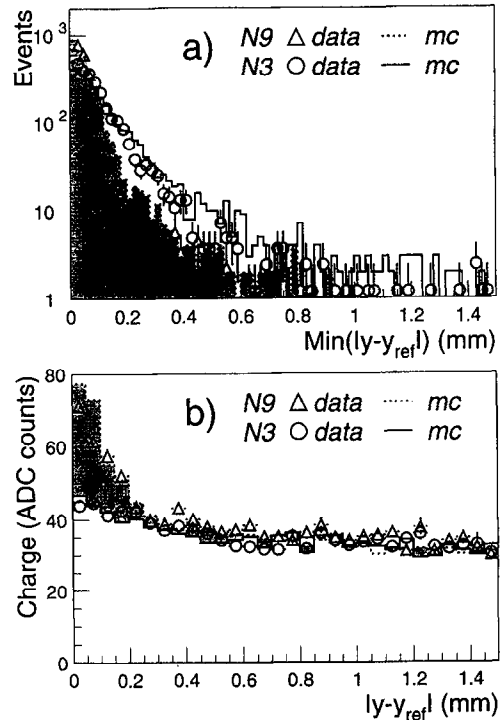 Events
10³
10²
10
1
a)
N9 △ data ┈ mc
N3 ○ data — mc
0 0.2 0.4 0.6 0.8 1 1.2 1.4
Min(|y-y_ref|) (mm)
Charge (ADC counts)
80
60
40
20
0
b)
N9 △ data ┈ mc
N3 ○ data — mc
0 0.2 0.4 0.6 0.8 1 1.2 1.4
|y-y_ref| (mm)